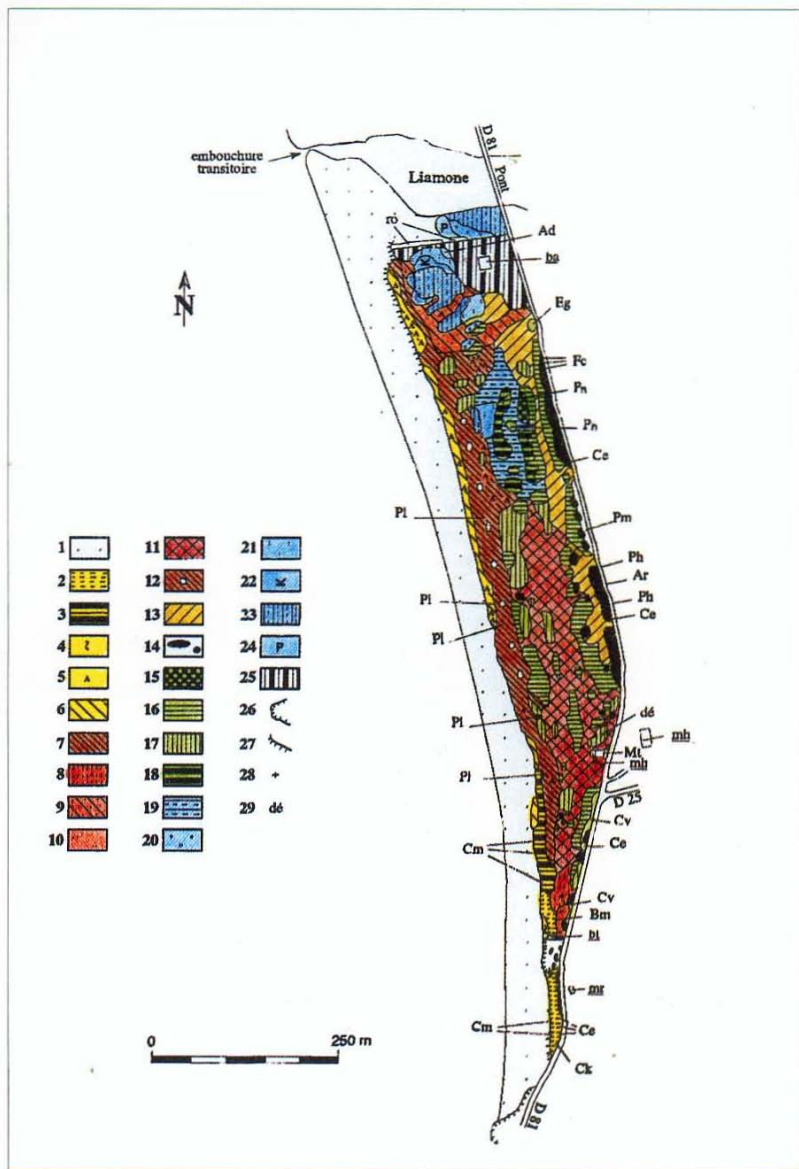 D 81
Pont
embouchure
transitoire
Liamone
ro
P
Ad
ba
N
Eg
Fc
Pn
Pn
Ce
Pl
Pm
Ph
Ar
Ph
Ce
Pl
Pl
Pl
dé
mh
Mt
mh
Pl
D 25
Cv
Ce
Cm
Cv
Bm
bl
mr
Cm
Ce
Ck
D 81
0 250 m
1 11 21
2 12 22
3 13 23
4 14 24 P
5 15 25
6 16 26
7 17 27
8 18 28 +
9 19 29 dé
10 20